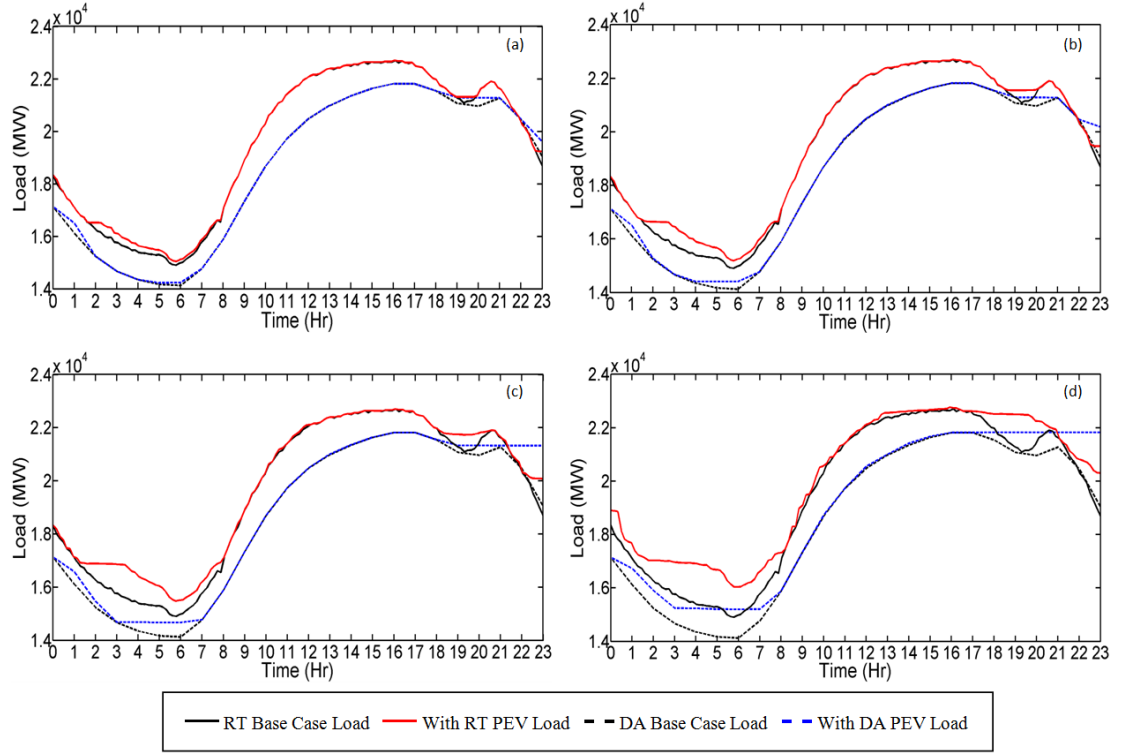 x 10⁴
2.4
(a)
2.2
2
1.8
1.6
1.4
Load (MW)
0 1 2 3 4 5 6 7 8 9 10 11 12 13 14 15 16 17 18 19 20 21 22 23
Time (Hr)
x 10⁴
2.4
(b)
2.2
2
1.8
1.6
1.4
Load (MW)
0 1 2 3 4 5 6 7 8 9 10 11 12 13 14 15 16 17 18 19 20 21 22 23
Time (Hr)
x 10⁴
2.4
(c)
2.2
2
1.8
1.6
1.4
Load (MW)
0 1 2 3 4 5 6 7 8 9 10 11 12 13 14 15 16 17 18 19 20 21 22 23
Time (Hr)
x 10⁴
2.4
(d)
2.2
2
1.8
1.6
1.4
Load (MW)
0 1 2 3 4 5 6 7 8 9 10 11 12 13 14 15 16 17 18 19 20 21 22 23
Time (Hr)
RT Base Case Load With RT PEV Load DA Base Case Load With DA PEV Load